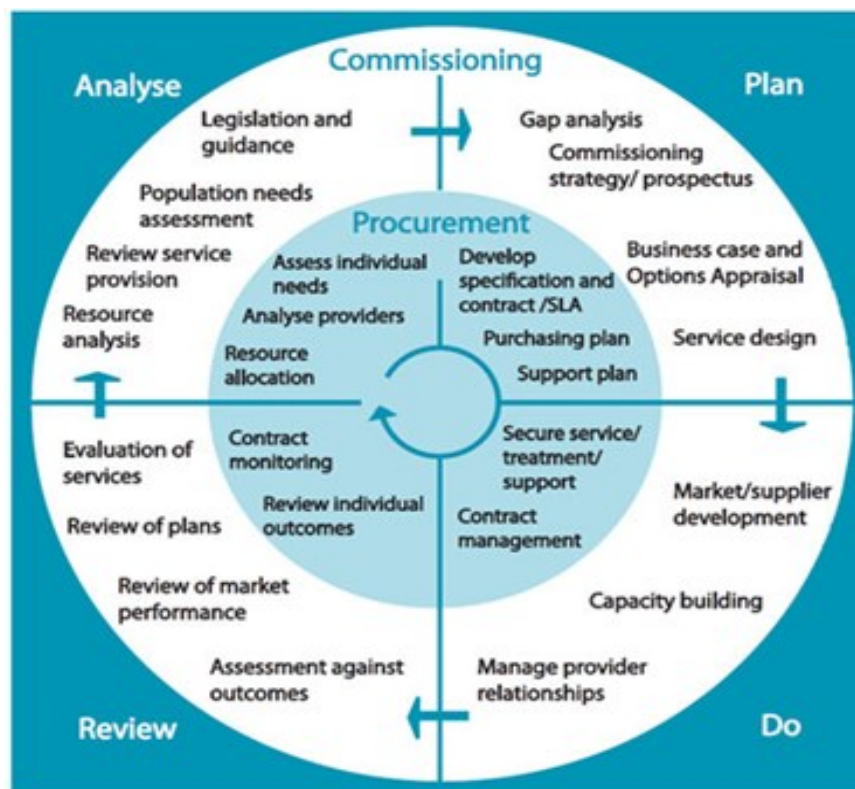 Analyse
Commissioning
Plan
Legislation and
guidance
Population needs
assessment
Review service
provision
Resource
analysis
Gap analysis
Commissioning
strategy/ prospectus
Business case and
Options Appraisal
Service design
Procurement
Assess individual
needs
Analyse providers
Resource
allocation
Develop
specification and
contract /SLA
Purchasing plan
Support plan
Contract
monitoring
Review individual
outcomes
Secure service/
treatment/
support
Contract
management
Evaluation of
services
Review of plans
Review of market
performance
Assessment against
outcomes
Market/supplier
development
Capacity building
Manage provider
relationships
Review
Do